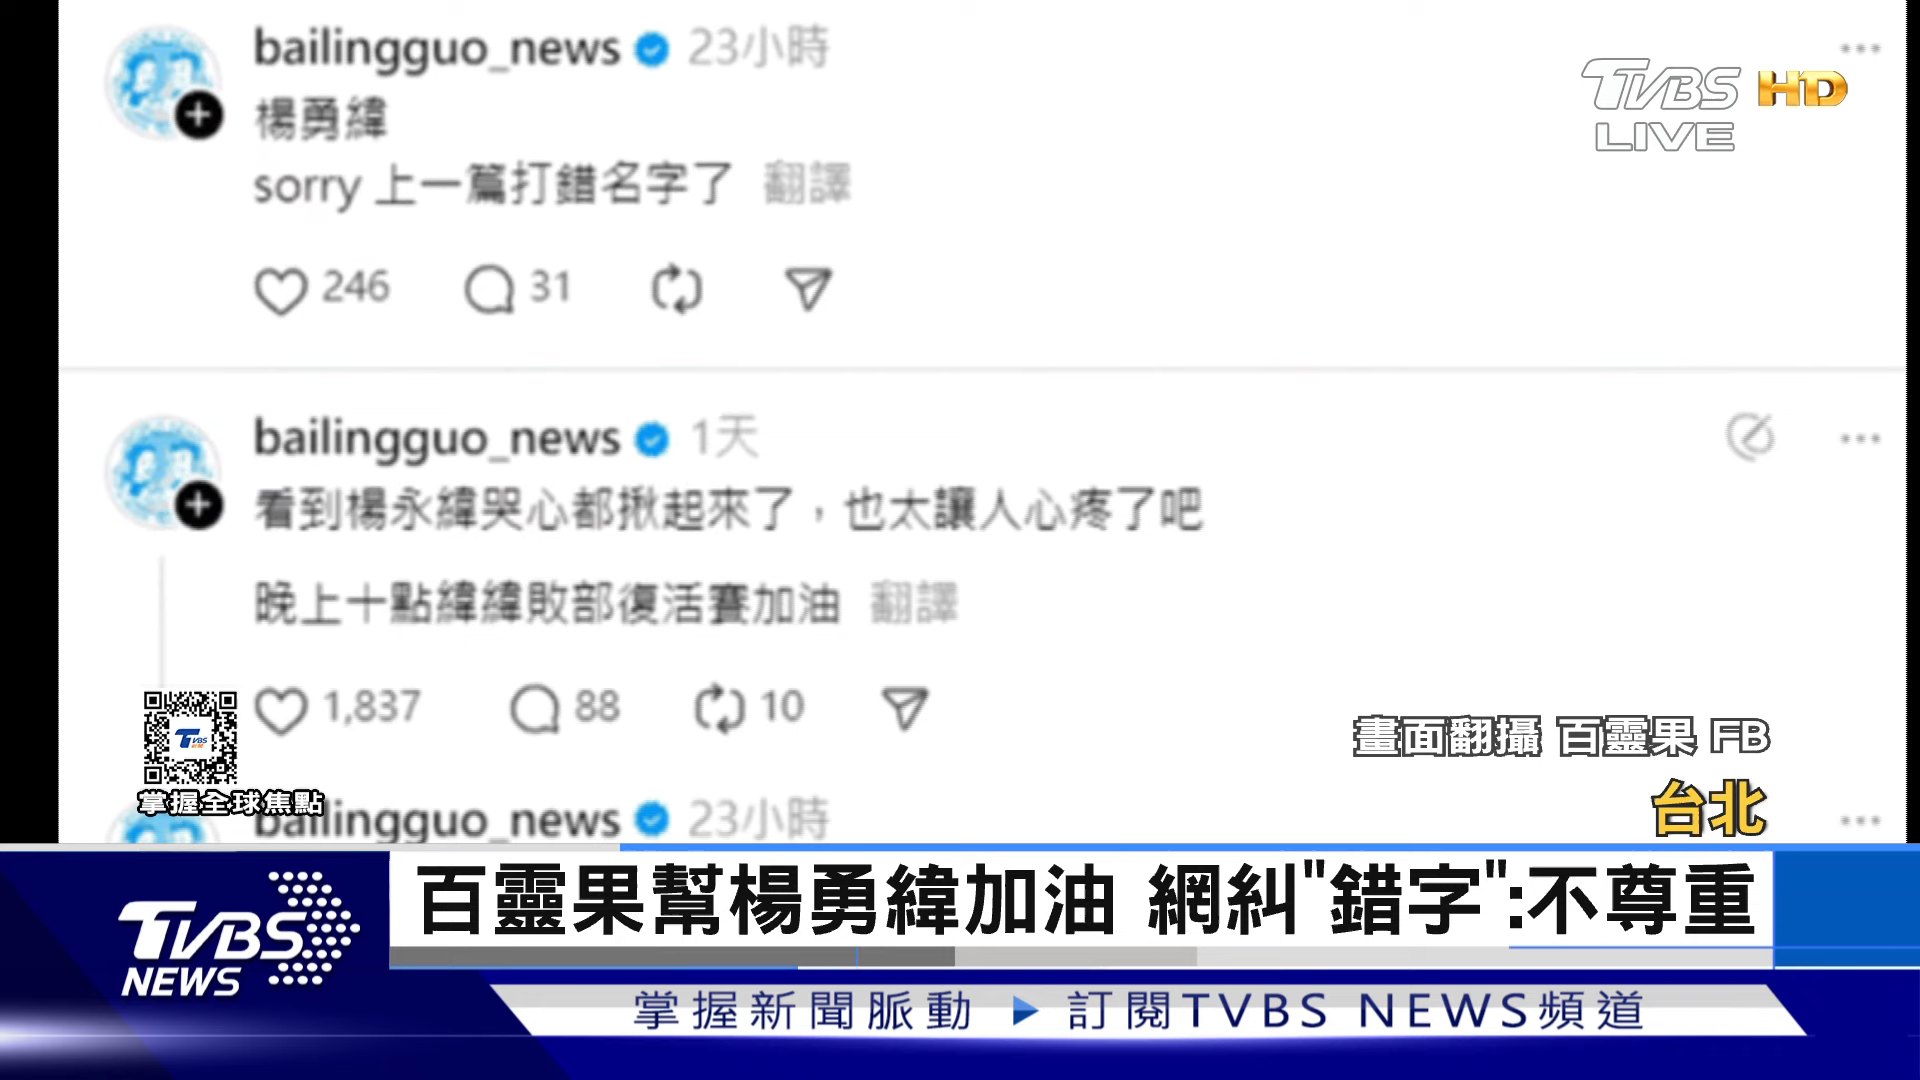 bailingguo_news 23小時
楊勇緯
sorry 上一篇打錯名字了 翻譯
246 31
bailingguo_news 1天
看到楊永緯哭心都揪起來了，也太讓人心疼了吧
晚上十點緯緯敗部復活賽加油 翻譯
1,837 88 10
bailingguo_news 23小時
TVBS HD
LIVE
TVBS
掌握全球焦點
畫面翻攝 百靈果 FB
台北
百靈果幫楊勇緯加油 網糾"錯字":不尊重
TVBS
NEWS
掌握新聞脈動 ▶ 訂閱TVBS NEWS頻道